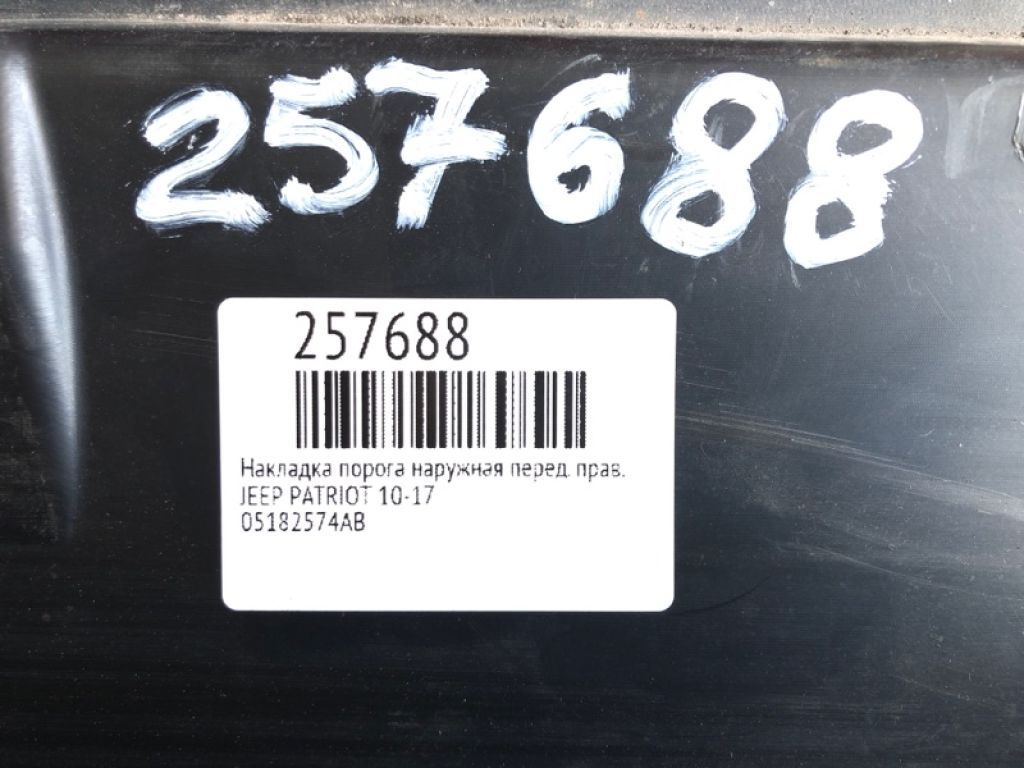 257688
257688
Накладка порога наружная перед. прав.
JEEP PATRIOT 10-17
05182574AB